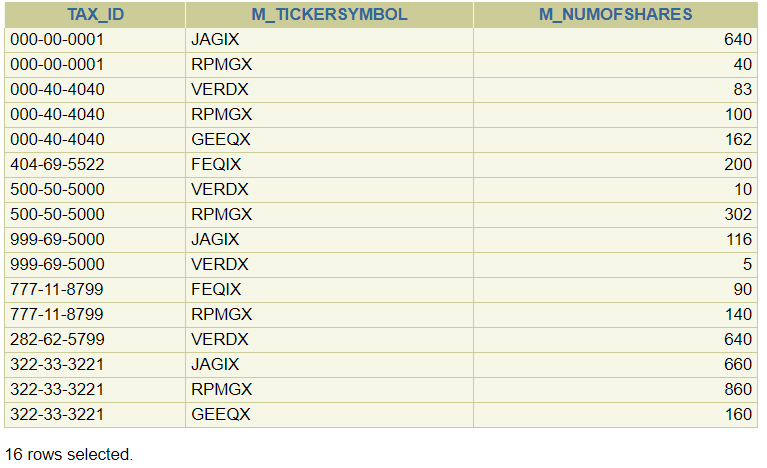 TAX_ID M_TICKERSYMBOL M_NUMOFSHARES
000-00-0001 JAGIX 640
000-00-0001 RPMGX 40
000-40-4040 VERDX 83
000-40-4040 RPMGX 100
000-40-4040 GEEQX 162
404-69-5522 FEQIX 200
500-50-5000 VERDX 10
500-50-5000 RPMGX 302
999-69-5000 JAGIX 116
999-69-5000 VERDX 5
777-11-8799 FEQIX 90
777-11-8799 RPMGX 140
282-62-5799 VERDX 640
322-33-3221 JAGIX 660
322-33-3221 RPMGX 860
322-33-3221 GEEQX 160
16 rows selected.